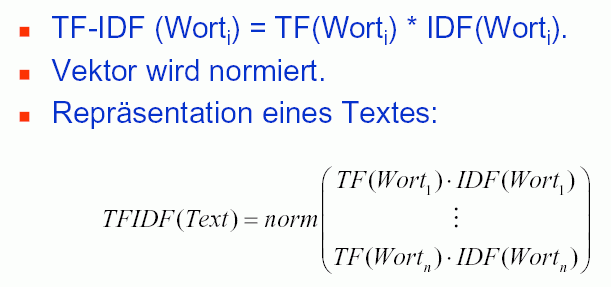 TF-IDF (Wortᵢ) = TF(Wortᵢ) * IDF(Wortᵢ).
Vektor wird normiert.
Repräsentation eines Textes:
TF(Wort₁) · IDF(Wort₁)
TFIDF(Text) = norm ⋮
TF(Wortₙ) · IDF(Wortₙ)